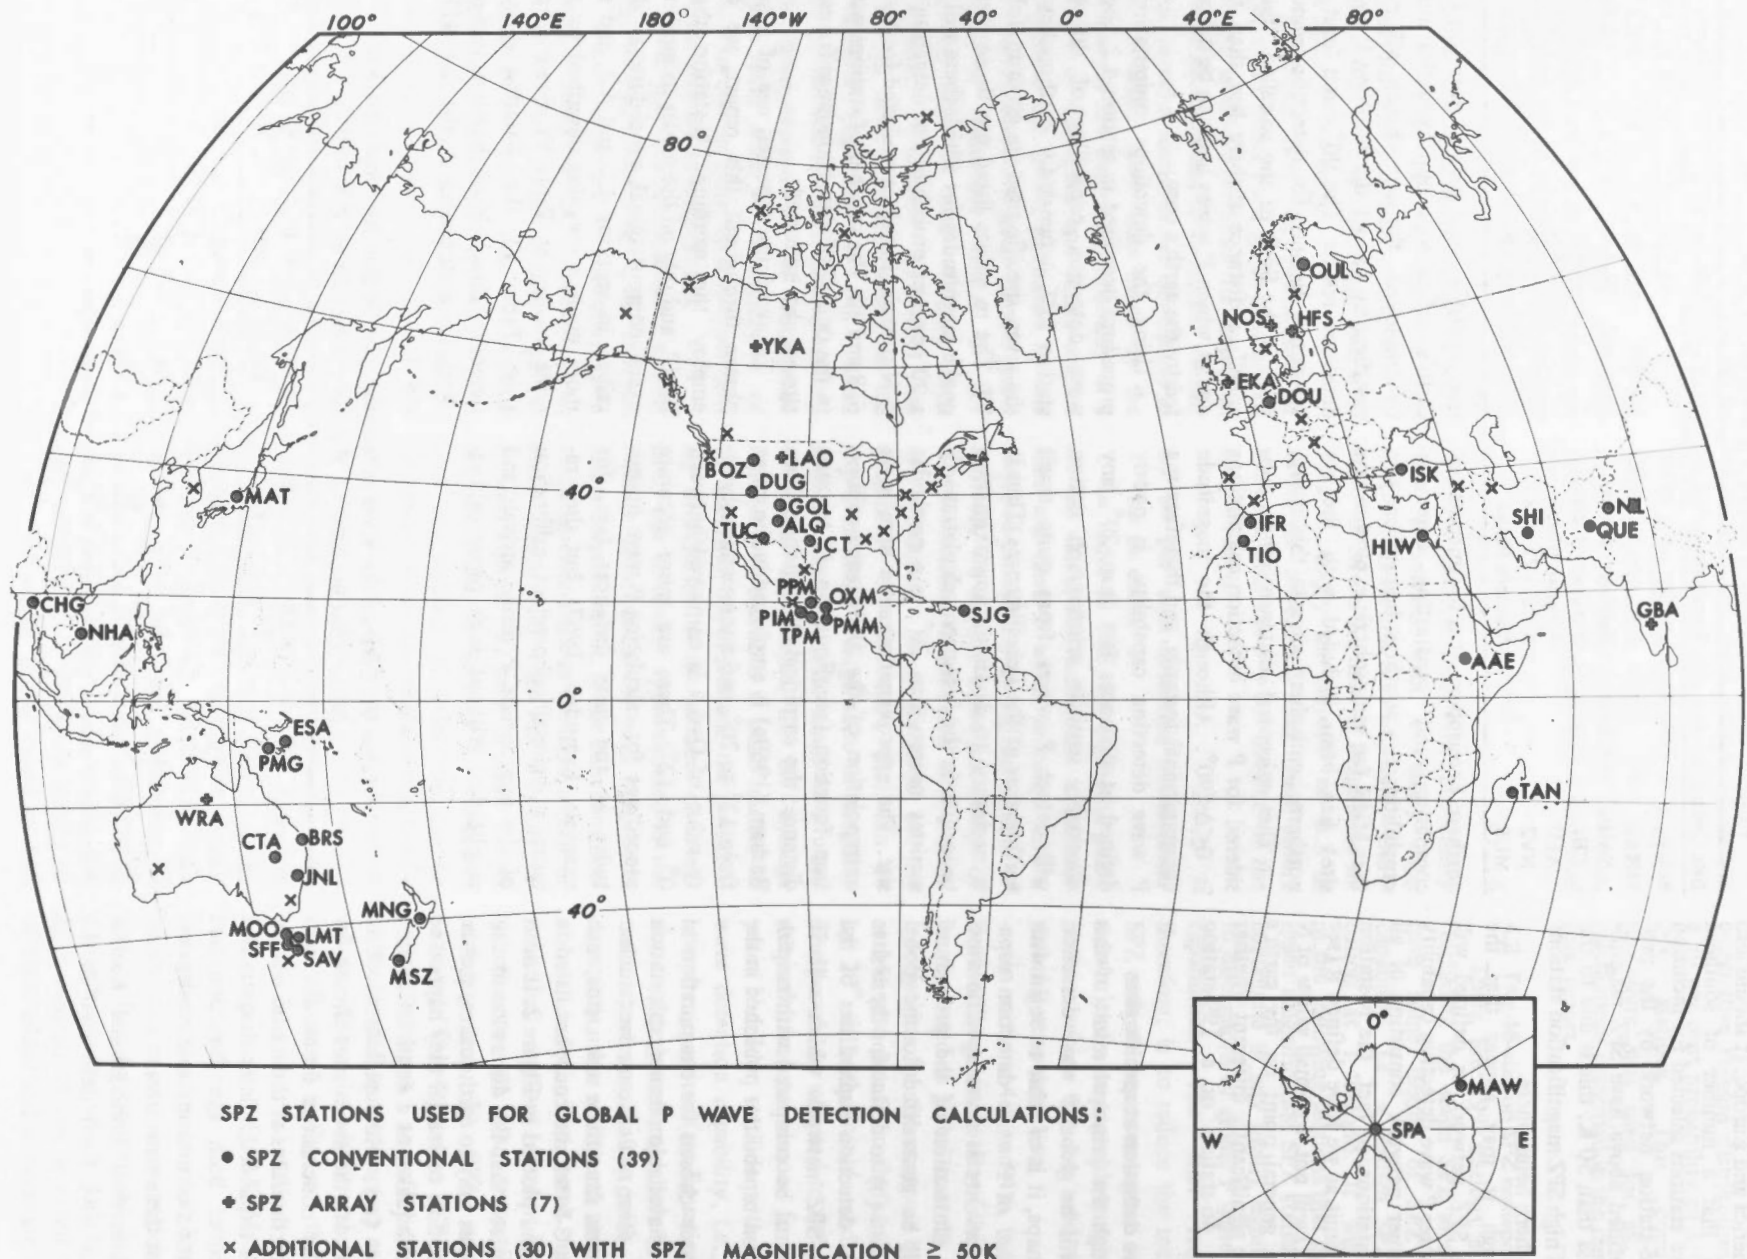 100° 140°E 180° 140°W 80° 40° 0° 40°E 80°
80°
OUL
NOS HFS
YKA
EKA
DOU
BOZ LAO
ISK
DUG
40°
MAT
GOL
NIL
ALQ
IFR
SHI
QUE
TUC
JCT
TIO
HLW
PPM
OXM
CHG
SJG
GBA
PIM
PMM
NHA
TPM
AAE
0°
ESA
PMG
TAN
WRA
CTA BRS
JNL
MNG
40°
MOO LMT
SFF SAV
MSZ
0°
MAW
SPA
W E
SPZ STATIONS USED FOR GLOBAL P WAVE DETECTION CALCULATIONS:
● SPZ CONVENTIONAL STATIONS (39)
✚ SPZ ARRAY STATIONS (7)
× ADDITIONAL STATIONS (30) WITH SPZ MAGNIFICATION ≥ 50K